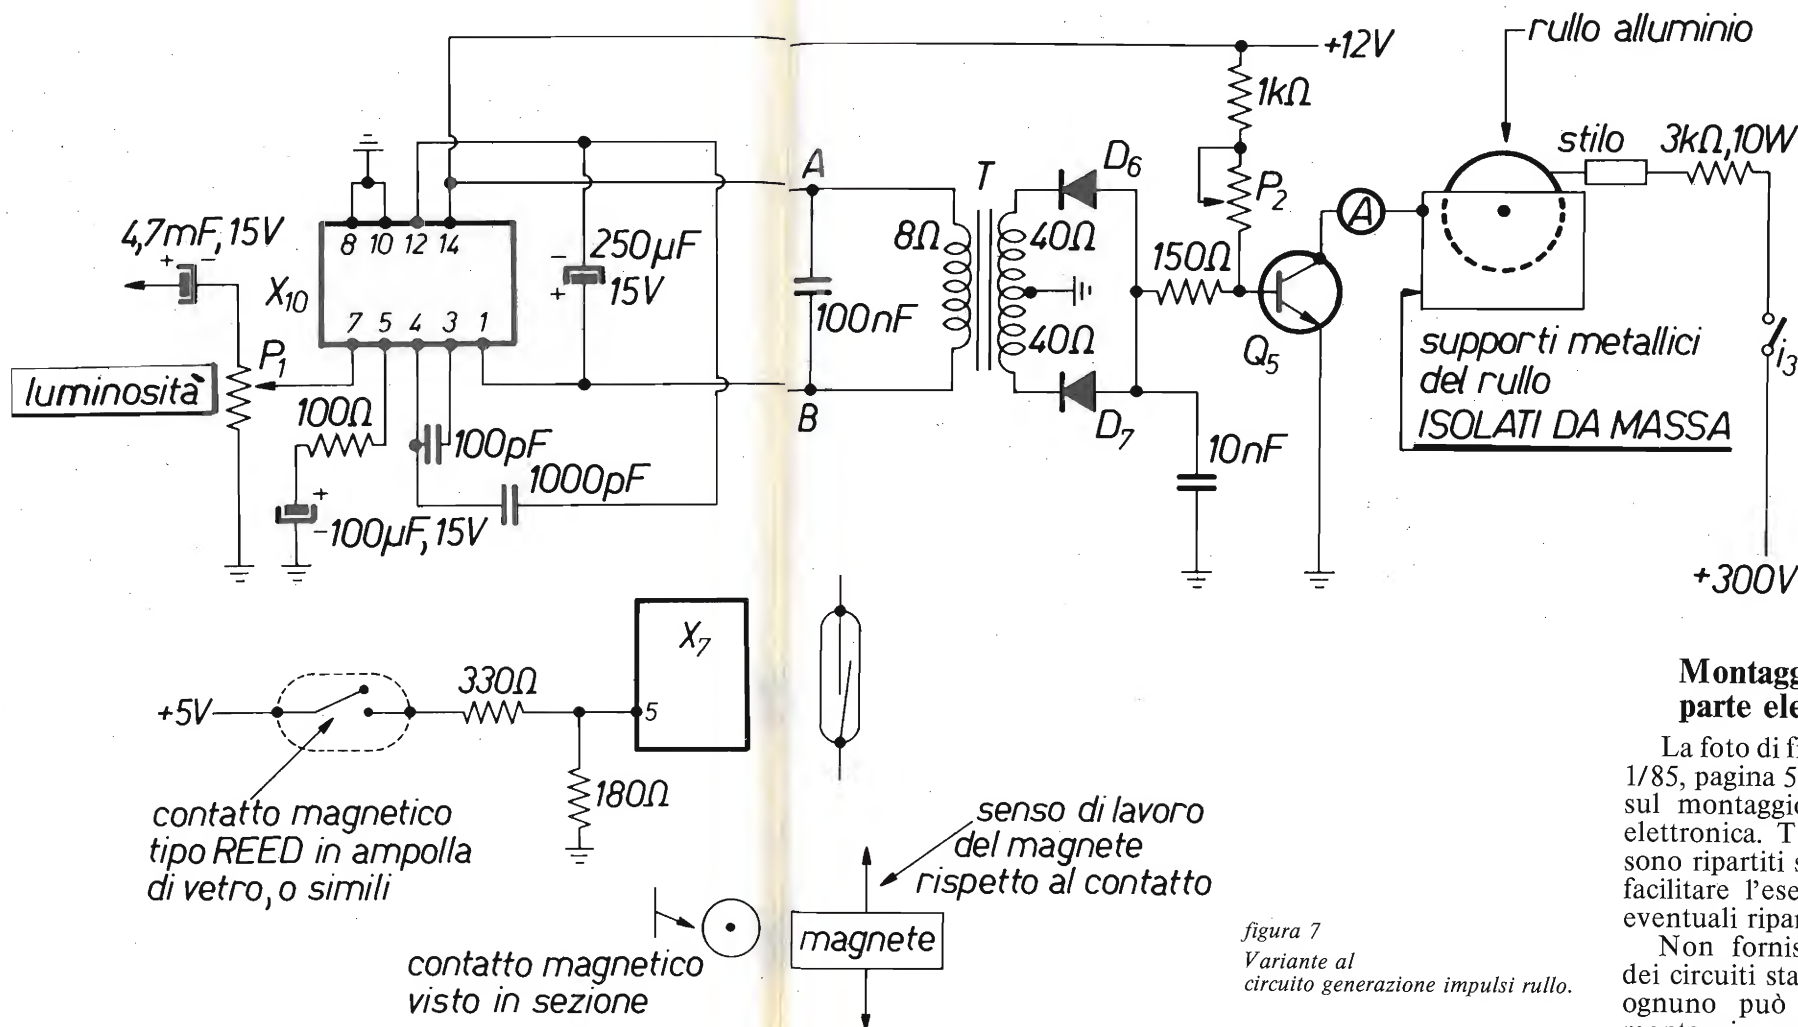 +12V
rullo alluminio
1kΩ
stilo
3kΩ,10W
A
T
D6
P2
4,7mF,15V
+
-
8 10 12 14
250µF
15V
-
+
8Ω
40Ω
150Ω
A
X10
7 5 4 3 1
100nF
40Ω
Q5
i3
P1
luminosità
100Ω
B
D7
supporti metallici
del rullo
ISOLATI DA MASSA
100pF
1000pF
10nF
+
-100µF,15V
+300V
X7
+5V
330Ω
5
180Ω
contatto magnetico
tipo REED in ampolla
di vetro, o simili
senso di lavoro
del magnete
rispetto al contatto
magnete
contatto magnetico
visto in sezione
figura 7
Variante al
circuito generazione impulsi rullo.
Montagg
parte ele
La foto di f
1/85, pagina 5
sul montaggio
elettronica. T
sono ripartiti s
facilitare l'ese
eventuali ripar
Non fornis
dei circuiti sta
ognuno può